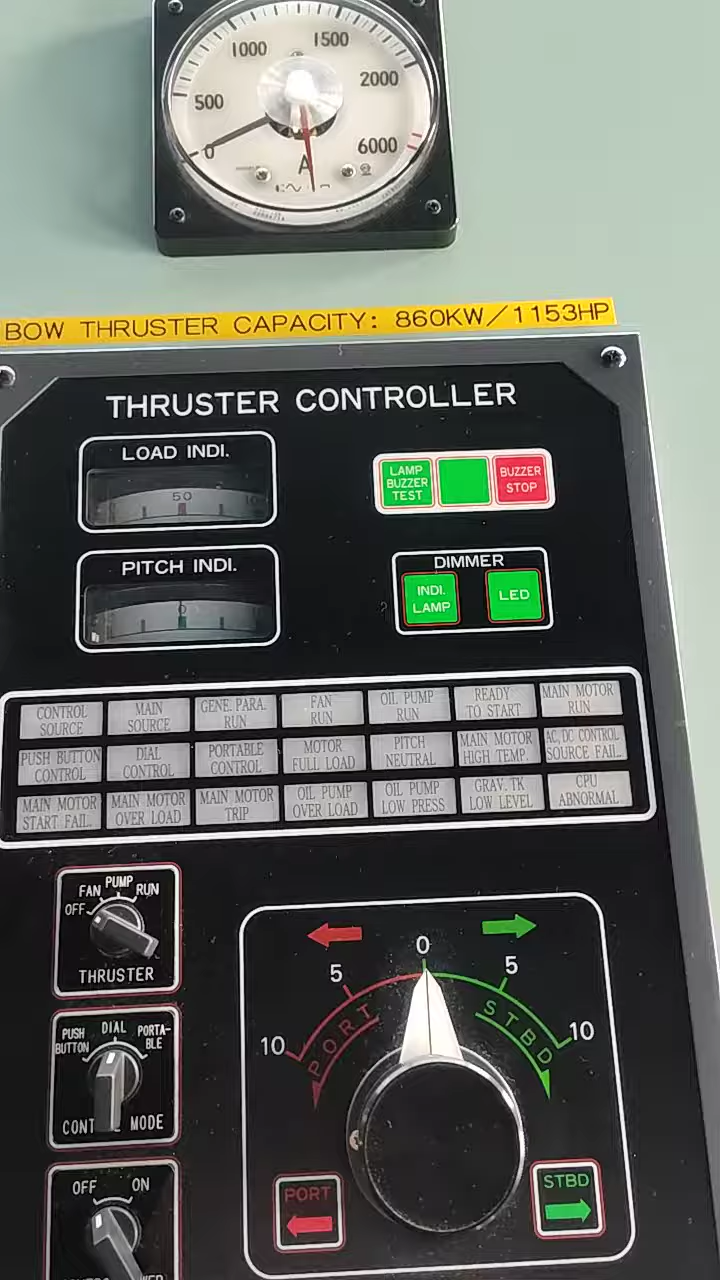 1000
1500
500
2000
0
6000
A
BOW THRUSTER CAPACITY: 860KW/1153HP
THRUSTER CONTROLLER
LOAD INDI.
50
LAMP
BUZZER
TEST
BUZZER
STOP
PITCH INDI.
0
DIMMER
INDI.
LAMP
LED
CONTROL
SOURCE
MAIN
SOURCE
GENE. PARA.
RUN
FAN
RUN
OIL PUMP
RUN
READY
TO START
MAIN MOTOR
RUN
PUSH BUTTON
CONTROL
DIAL
CONTROL
PORTABLE
CONTROL
MOTOR
FULL LOAD
PITCH
NEUTRAL
MAIN MOTOR
HIGH TEMP.
AC, DC CONTROL
SOURCE FAIL.
MAIN MOTOR
START FAIL.
MAIN MOTOR
OVER LOAD
MAIN MOTOR
TRIP
OIL PUMP
OVER LOAD
OIL PUMP
LOW PRESS
GRAV. TK
LOW LEVEL
CPU
ABNORMAL
OFF FAN PUMP RUN
THRUSTER
PUSH
BUTTON
DIAL
PORTA-
BLE
CONT MODE
OFF ON
0
5 5
10 10
PORT STBD
PORT
STBD